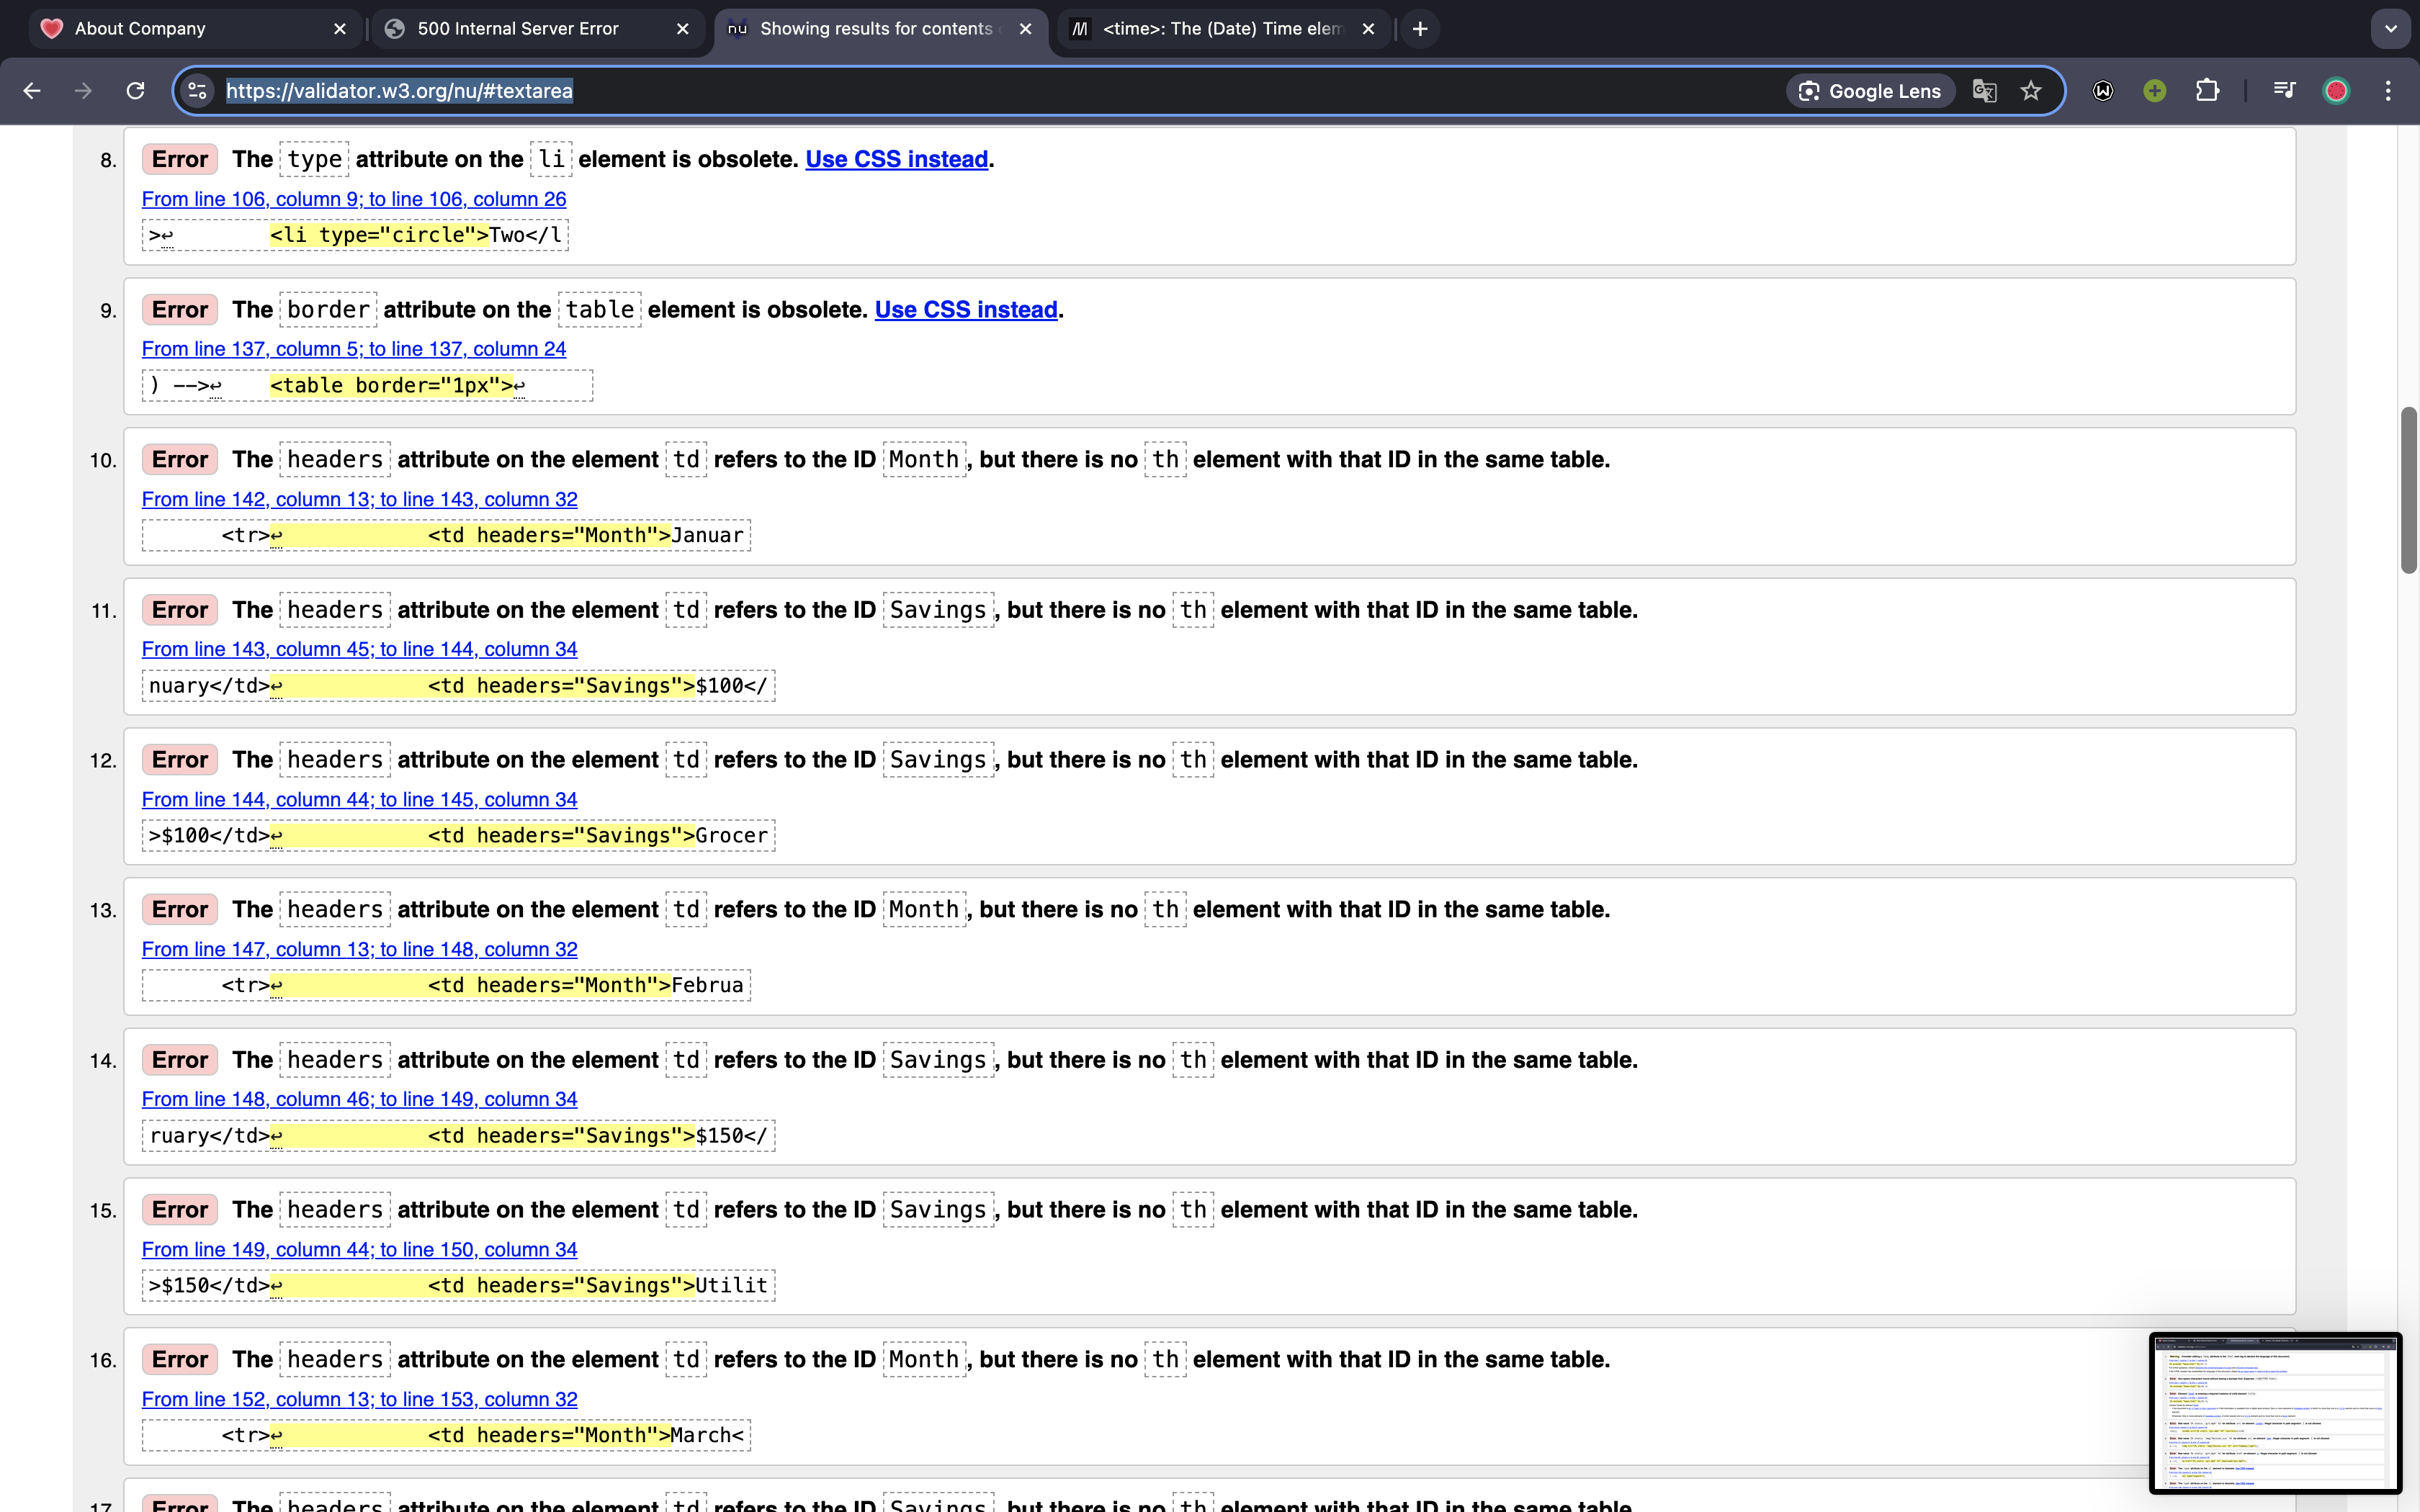 About Company
500 Internal Server Error
Showing results for contents
<time>: The (Date) Time elem
https://validator.w3.org/nu/#textarea
Google Lens
8. Error The type attribute on the li element is obsolete. Use CSS instead.
From line 106, column 9; to line 106, column 26
>↩ <li type="circle">Two</l
9. Error The border attribute on the table element is obsolete. Use CSS instead.
From line 137, column 5; to line 137, column 24
) -->↩ <table border="1px">↩
10. Error The headers attribute on the element td refers to the ID Month, but there is no th element with that ID in the same table.
From line 142, column 13; to line 143, column 32
<tr>↩ <td headers="Month">Januar
11. Error The headers attribute on the element td refers to the ID Savings, but there is no th element with that ID in the same table.
From line 143, column 45; to line 144, column 34
nuary</td>↩ <td headers="Savings">$100</
12. Error The headers attribute on the element td refers to the ID Savings, but there is no th element with that ID in the same table.
From line 144, column 44; to line 145, column 34
>$100</td>↩ <td headers="Savings">Grocer
13. Error The headers attribute on the element td refers to the ID Month, but there is no th element with that ID in the same table.
From line 147, column 13; to line 148, column 32
<tr>↩ <td headers="Month">Februa
14. Error The headers attribute on the element td refers to the ID Savings, but there is no th element with that ID in the same table.
From line 148, column 46; to line 149, column 34
ruary</td>↩ <td headers="Savings">$150</
15. Error The headers attribute on the element td refers to the ID Savings, but there is no th element with that ID in the same table.
From line 149, column 44; to line 150, column 34
>$150</td>↩ <td headers="Savings">Utilit
16. Error The headers attribute on the element td refers to the ID Month, but there is no th element with that ID in the same table.
From line 152, column 13; to line 153, column 32
<tr>↩ <td headers="Month">March<
17. Error The headers attribute on the element td refers to the ID Savings, but there is no th element with that ID in the same table.